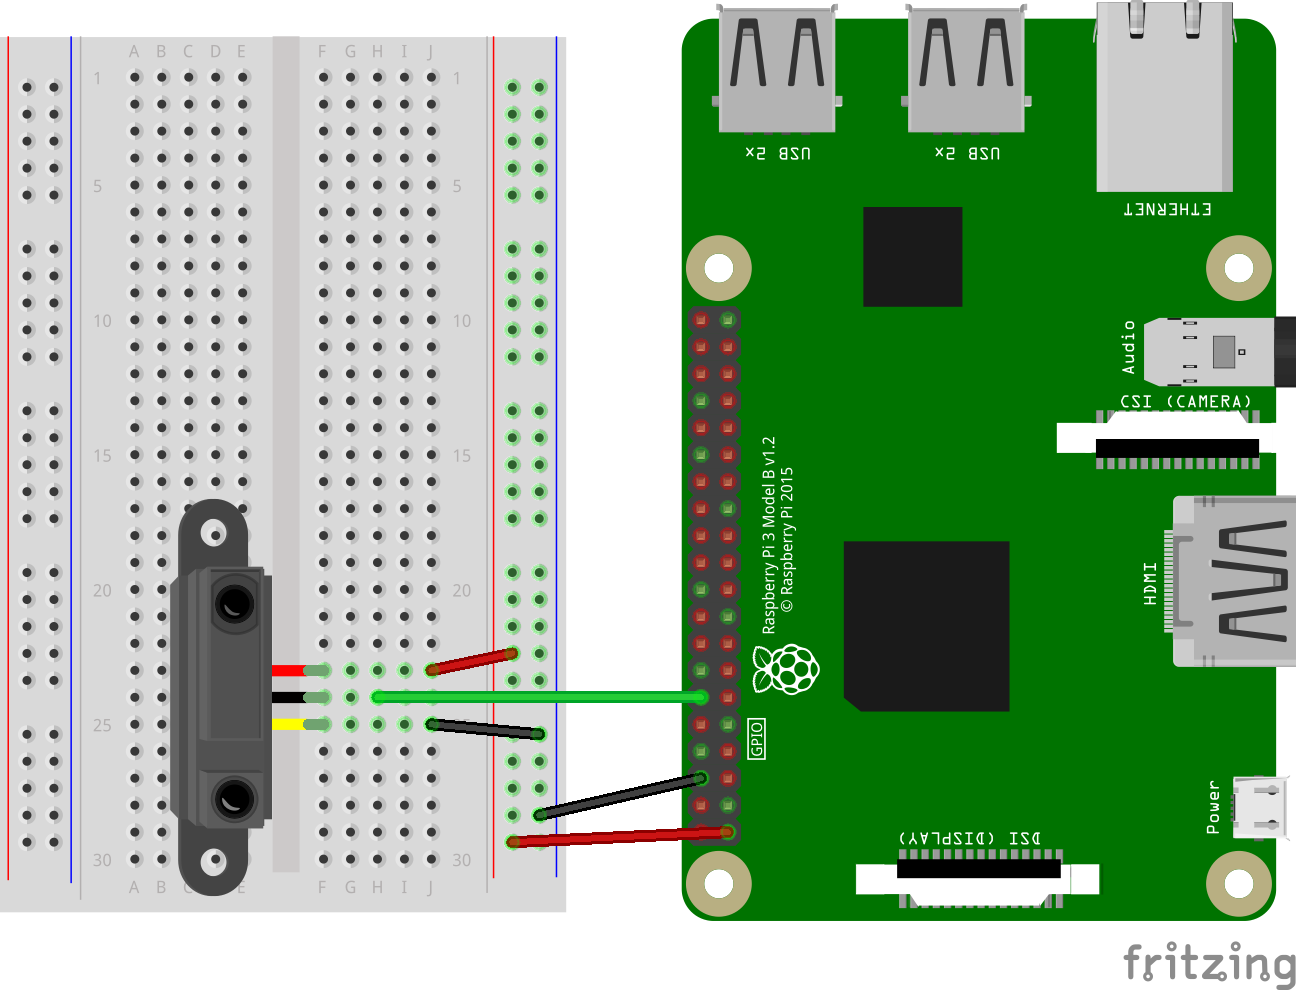 A B C D E F G H I J
1 1
5 5
10 10
15 15
20 20
25
30 30
A B C E F G H I J
USB 2x
USB 2x
ETHERNET
Audio
CSI (CAMERA)
Raspberry Pi 3 Model B v1.2
© Raspberry Pi 2015
HDMI
GPIO
Power
DSI (DISPLAY)
fritzing